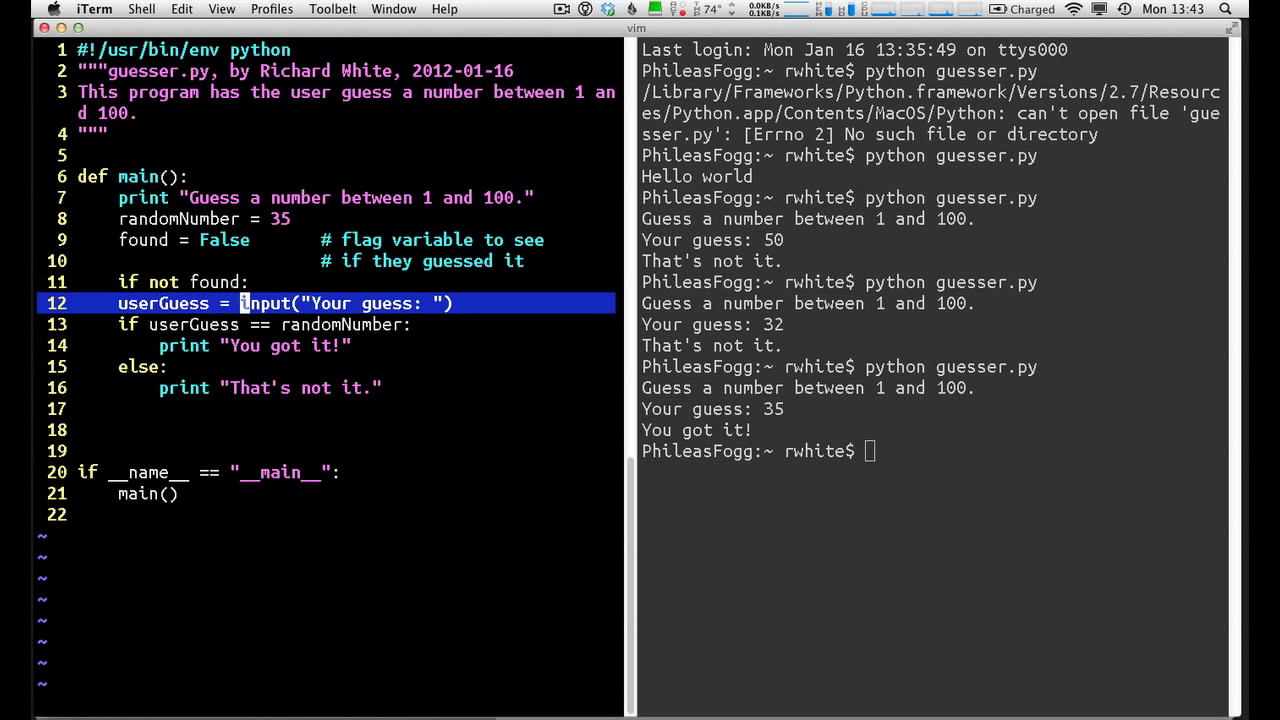 iTerm Shell Edit View Profiles Toolbelt Window Help 74° 0.0KB/s 0.1KB/s Charged Mon 13:43
vim
1 #!/usr/bin/env python
2 """guesser.py, by Richard White, 2012-01-16
3 This program has the user guess a number between 1 an
d 100.
4 """
5
6 def main():
7     print "Guess a number between 1 and 100."
8     randomNumber = 35
9     found = False       # flag variable to see
10                         # if they guessed it
11     if not found:
12     userGuess = input("Your guess: ")
13     if userGuess == randomNumber:
14         print "You got it!"
15     else:
16         print "That's not it."
17
18
19
20 if __name__ == "__main__":
21     main()
22
~
~
~
~
~
~
~
~
Last login: Mon Jan 16 13:35:49 on ttys000
PhileasFogg:~ rwhite$ python guesser.py
/Library/Frameworks/Python.framework/Versions/2.7/Resourc
es/Python.app/Contents/MacOS/Python: can't open file 'gue
sser.py': [Errno 2] No such file or directory
PhileasFogg:~ rwhite$ python guesser.py
Hello world
PhileasFogg:~ rwhite$ python guesser.py
Guess a number between 1 and 100.
Your guess: 50
That's not it.
PhileasFogg:~ rwhite$ python guesser.py
Guess a number between 1 and 100.
Your guess: 32
That's not it.
PhileasFogg:~ rwhite$ python guesser.py
Guess a number between 1 and 100.
Your guess: 35
You got it!
PhileasFogg:~ rwhite$